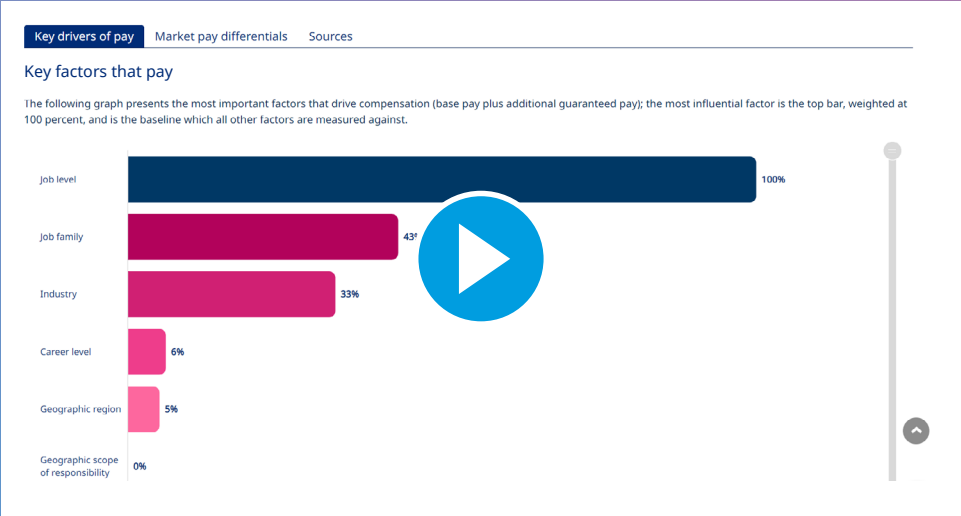 Key drivers of pay Market pay differentials Sources
Key factors that pay
The following graph presents the most important factors that drive compensation (base pay plus additional guaranteed pay); the most influential factor is the top bar, weighted at
100 percent, and is the baseline which all other factors are measured against.
Job level 100%
Job family 43
Industry 33%
Career level 6%
Geographic region 5%
Geographic scope
of responsibility 0%